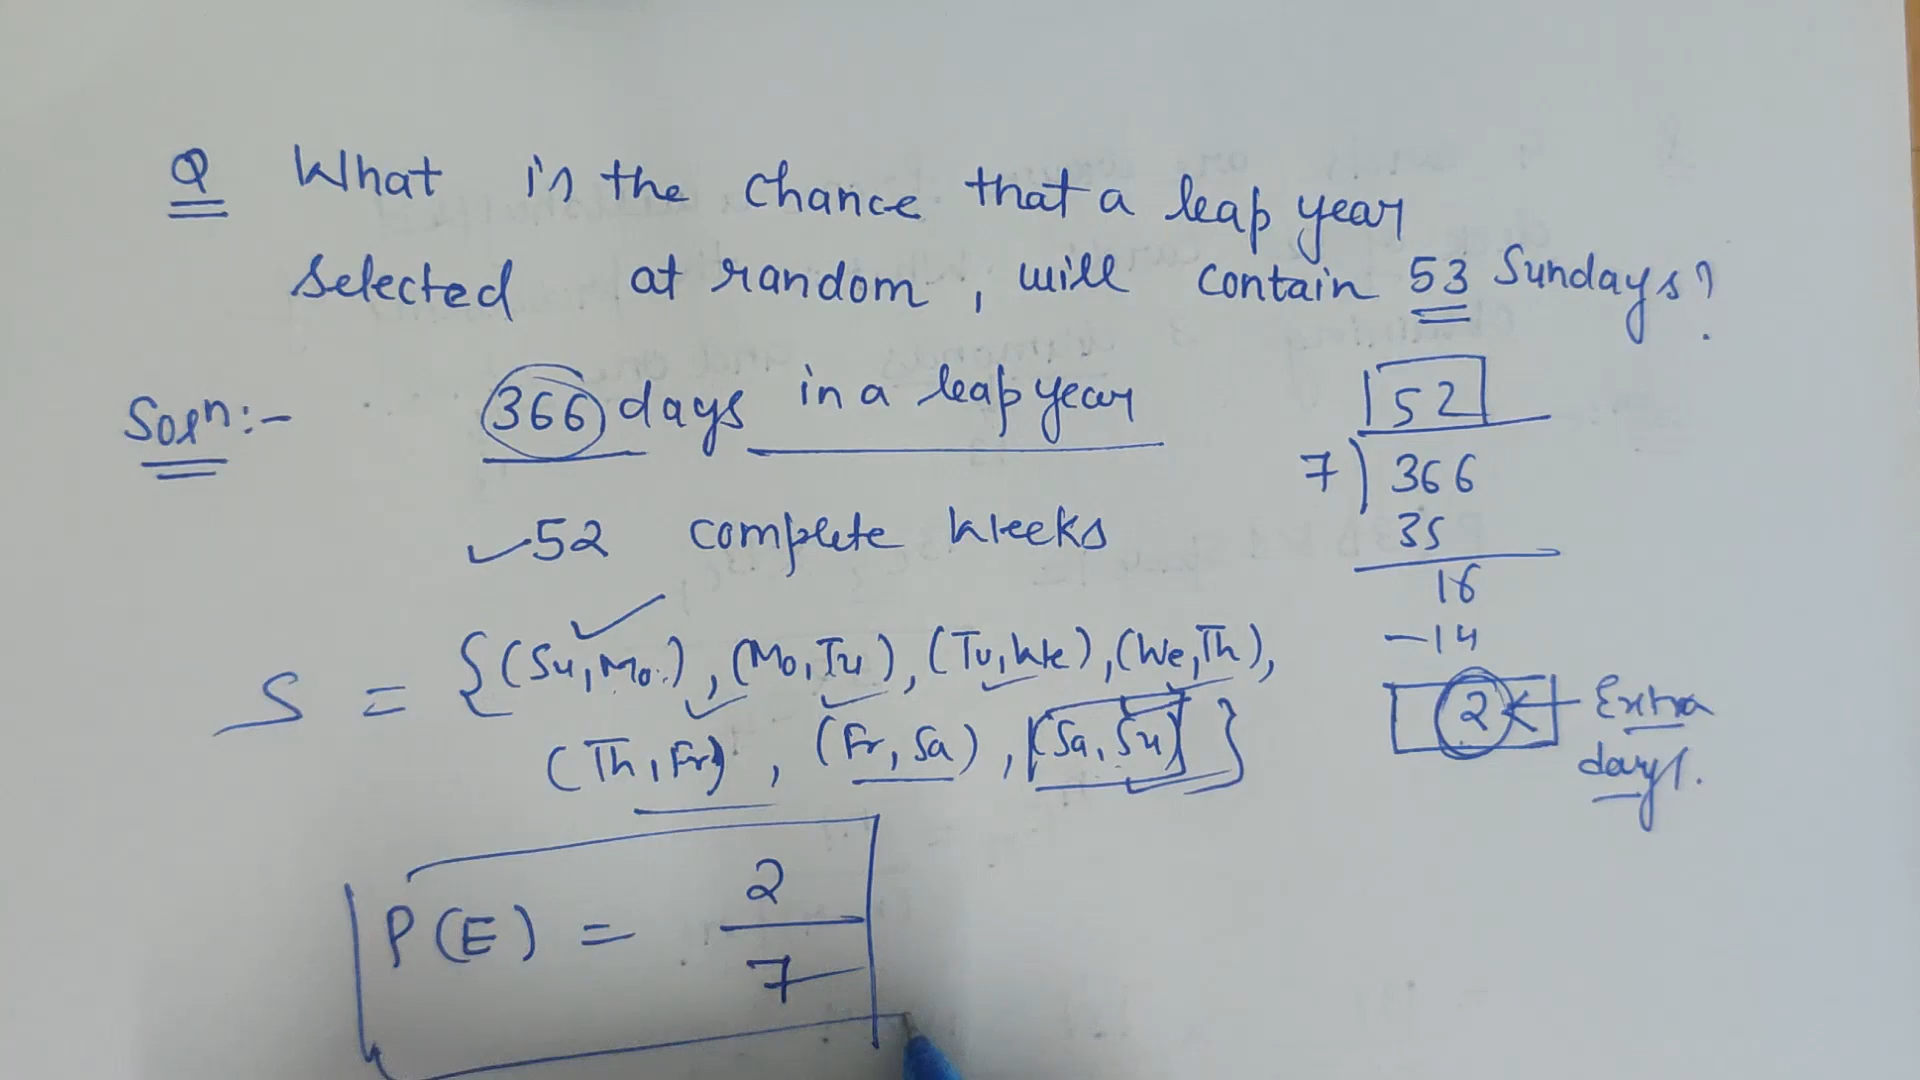 Q What is the chance that a leap year
selected at random, will contain 53 Sundays?
Soln:- 366 days in a leap year
52
7) 366
35
16
-14
2 ← Extra
days.
52 complete weeks
S = {(Su, Mo), (Mo, Tu), (Tu, We), (We, Th),
(Th, Fr), (Fr, Sa), (Sa, Su)}
P(E) = 2/7